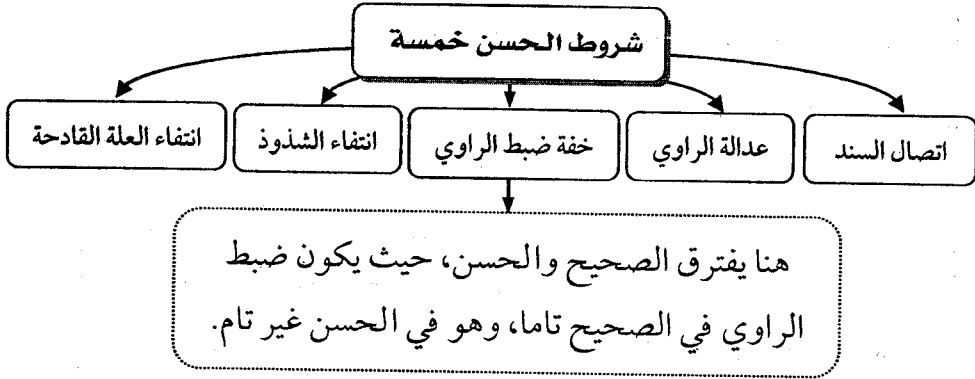 شروط الحسن خمسة
اتصال السند
عدالة الراوي
خفة ضبط الراوي
انتفاء الشذوذ
انتفاء العلة القادحة
هنا يفترق الصحيح والحسن، حيث يكون ضبط
الراوي في الصحيح تاما، وهو في الحسن غير تام.